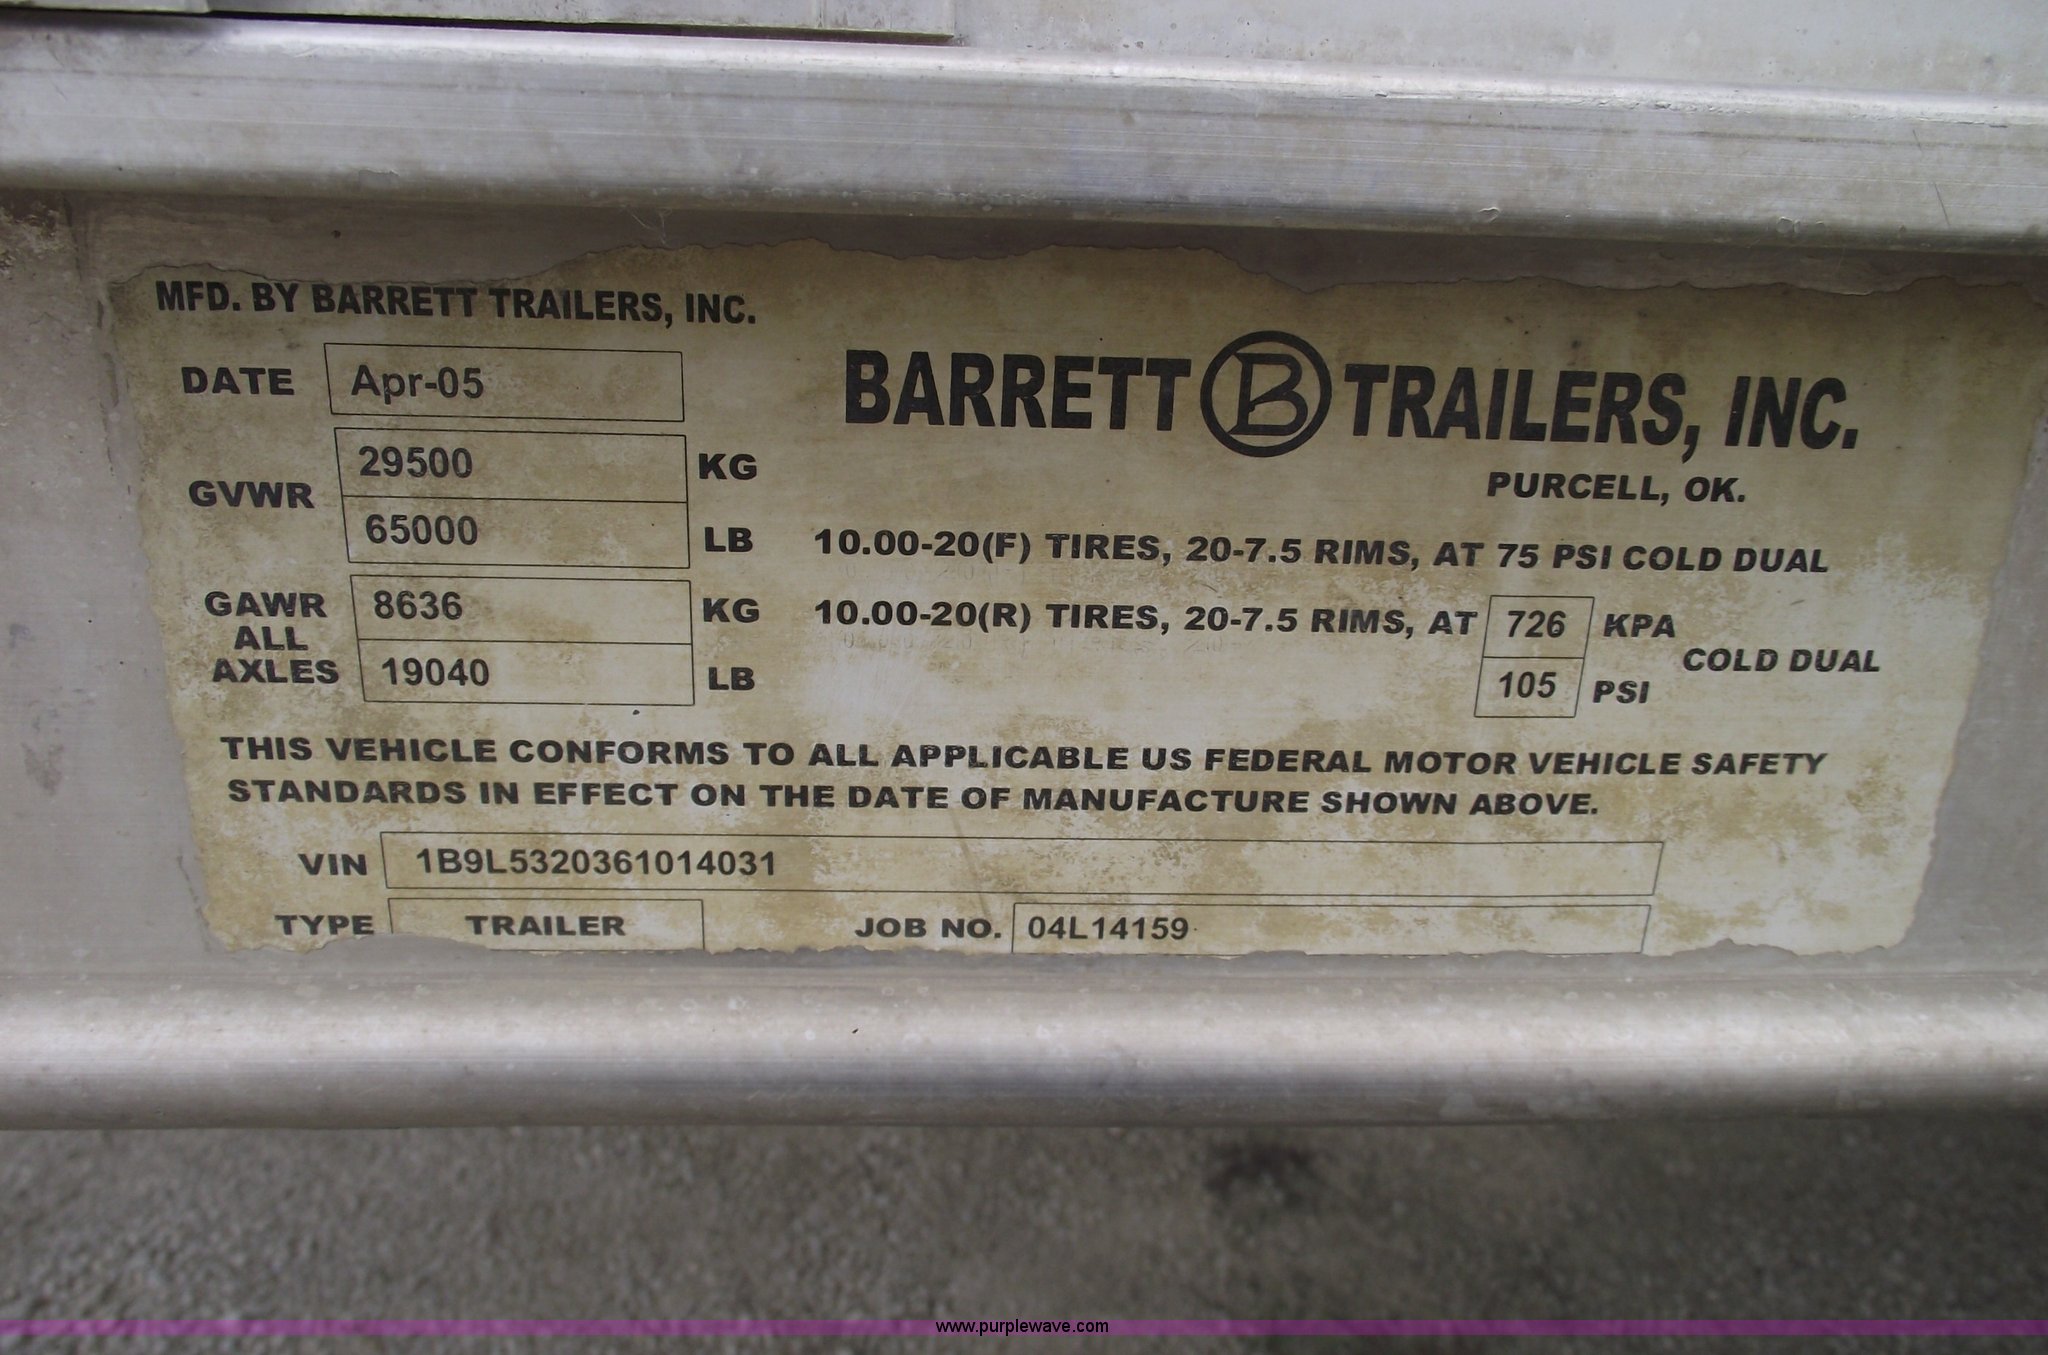 MFD. BY BARRETT TRAILERS, INC.
BARRETT B TRAILERS, INC.
PURCELL, OK.
DATE Apr-05
GVWR 29500 KG
65000 LB
10.00-20(F) TIRES, 20-7.5 RIMS, AT 75 PSI COLD DUAL
GAWR ALL AXLES 8636 KG
19040 LB
10.00-20(R) TIRES, 20-7.5 RIMS, AT 726 KPA
105 PSI
COLD DUAL
THIS VEHICLE CONFORMS TO ALL APPLICABLE US FEDERAL MOTOR VEHICLE SAFETY
STANDARDS IN EFFECT ON THE DATE OF MANUFACTURE SHOWN ABOVE.
VIN 1B9L5320361014031
TYPE TRAILER JOB NO. 04L14159
www.purplewave.com